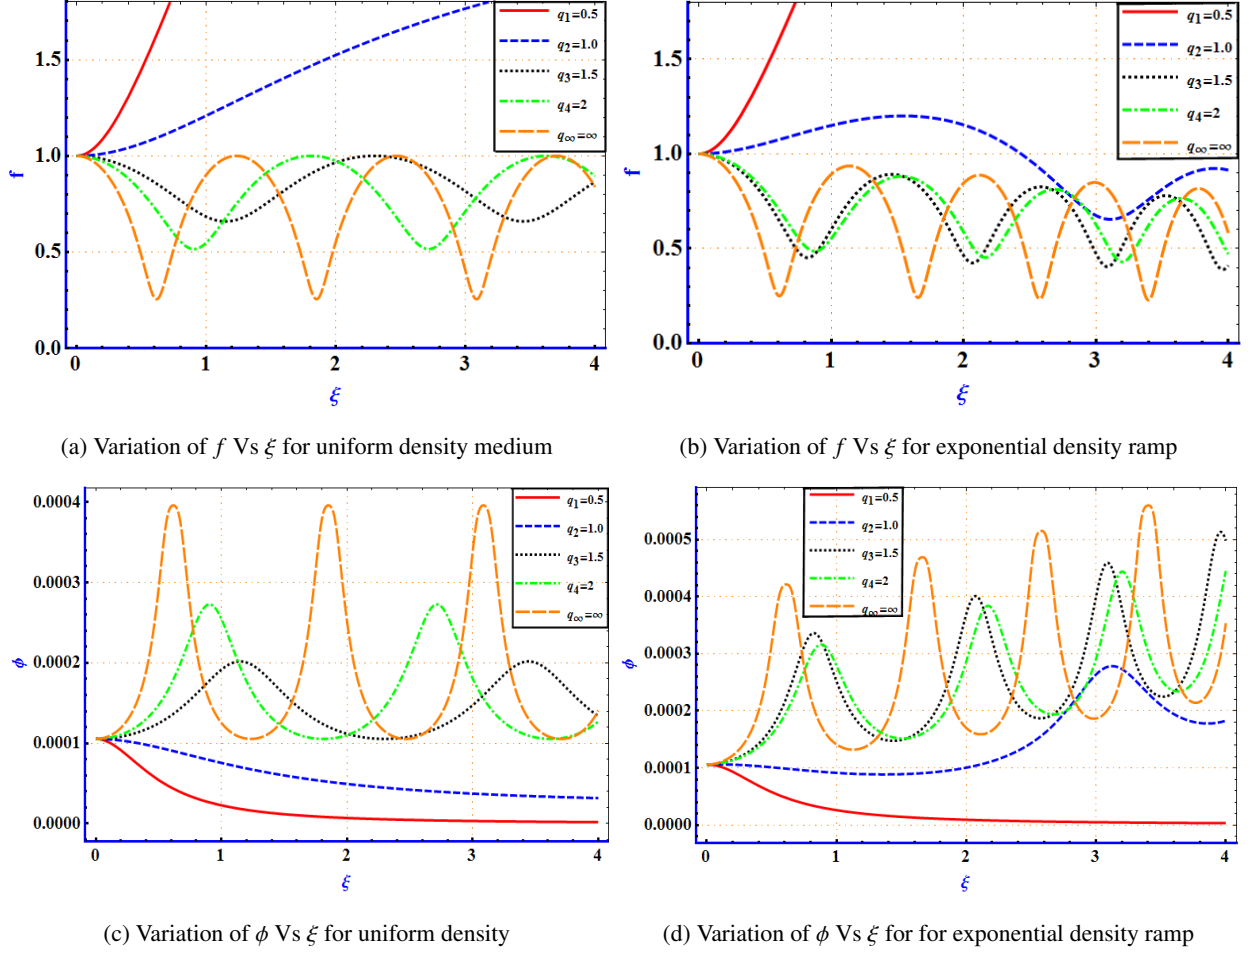 1.5
1.0
0.5
0.0
f
0 1 2 3 4
ξ
q1=0.5
q2=1.0
q3=1.5
q4=2
q∞=∞
(a) Variation of f Vs ξ for uniform density medium
1.5
1.0
0.5
0.0
f
0 1 2 3 4
ξ
q1=0.5
q2=1.0
q3=1.5
q4=2
q∞=∞
(b) Variation of f Vs ξ for exponential density ramp
0.0004
0.0003
0.0002
0.0001
0.0000
ϕ
0 1 2 3 4
ξ
q1=0.5
q2=1.0
q3=1.5
q4=2
q∞=∞
(c) Variation of ϕ Vs ξ for uniform density
0.0005
0.0004
0.0003
0.0002
0.0001
0.0000
ϕ
0 1 2 3 4
ξ
q1=0.5
q2=1.0
q3=1.5
q4=2
q∞=∞
(d) Variation of ϕ Vs ξ for for exponential density ramp